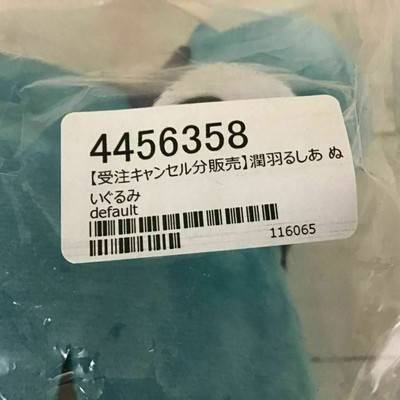 4456358
【受注キャンセル分販売】潤羽るしあ ぬ
いぐるみ
default
116065